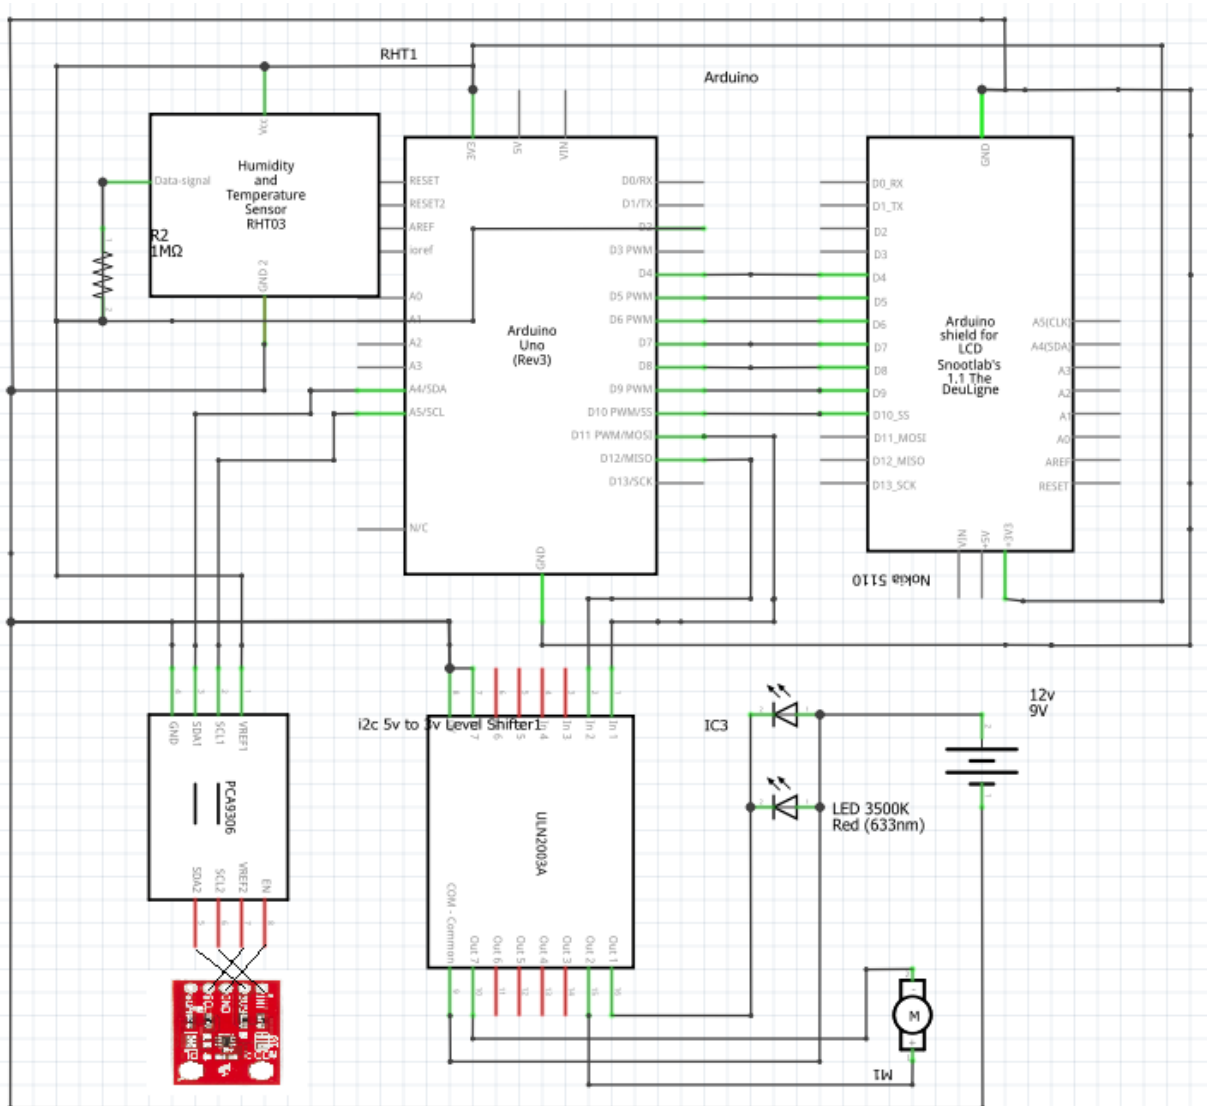 RHT1
Arduino
Vcc
3V3
5V
VIN
GND
Humidity
and
Temperature
Sensor
RHT03
Data-signal
GND 2
R2
1MΩ
RESET
RESET2
AREF
ioref
A0
A1
A2
A3
A4/SDA
A5/SCL
N/C
Arduino
Uno
(Rev3)
D0/RX
D1/TX
D2
D3 PWM
D4
D5 PWM
D6 PWM
D7
D8
D9 PWM
D10 PWM/SS
D11 PWM/MOSI
D12/MISO
D13/SCK
GND
D0_RX
D1_TX
D2
D3
D4
D5
D6
D7
D8
D9
D10_SS
D11_MOSI
D12_MISO
D13_SCK
Arduino
shield for
LCD
Snootlab's
1.1 The
DeuLigne
A5(CLK)
A4(SDA)
A3
A2
A1
A0
AREF
RESET
VIN
+5V
+3V3
Nokia 5110
i2c 5v to 3v Level Shifter1
GND
SDA1
SCL1
VREF1
PCA9306
SDA2
SCL2
VREF2
EN
7
6
5
In 4
In 3
In 2
In 1
ULN2003A
COM - Common
Out 7
Out 6
Out 5
Out 4
Out 3
Out 2
Out 1
IC3
LED 3500K
Red (633nm)
12v
9V
M
M1